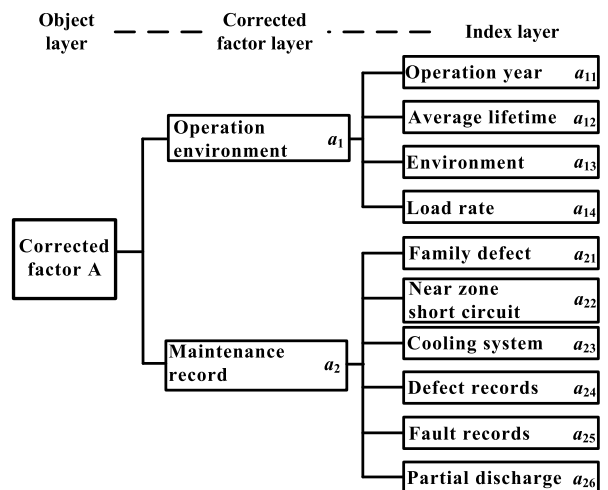 Object layer
Corrected factor layer
Index layer
Corrected factor A
Operation environment a1
Operation year a11
Average lifetime a12
Environment a13
Load rate a14
Maintenance record a2
Family defect a21
Near zone short circuit a22
Cooling system a23
Defect records a24
Fault records a25
Partial discharge a26